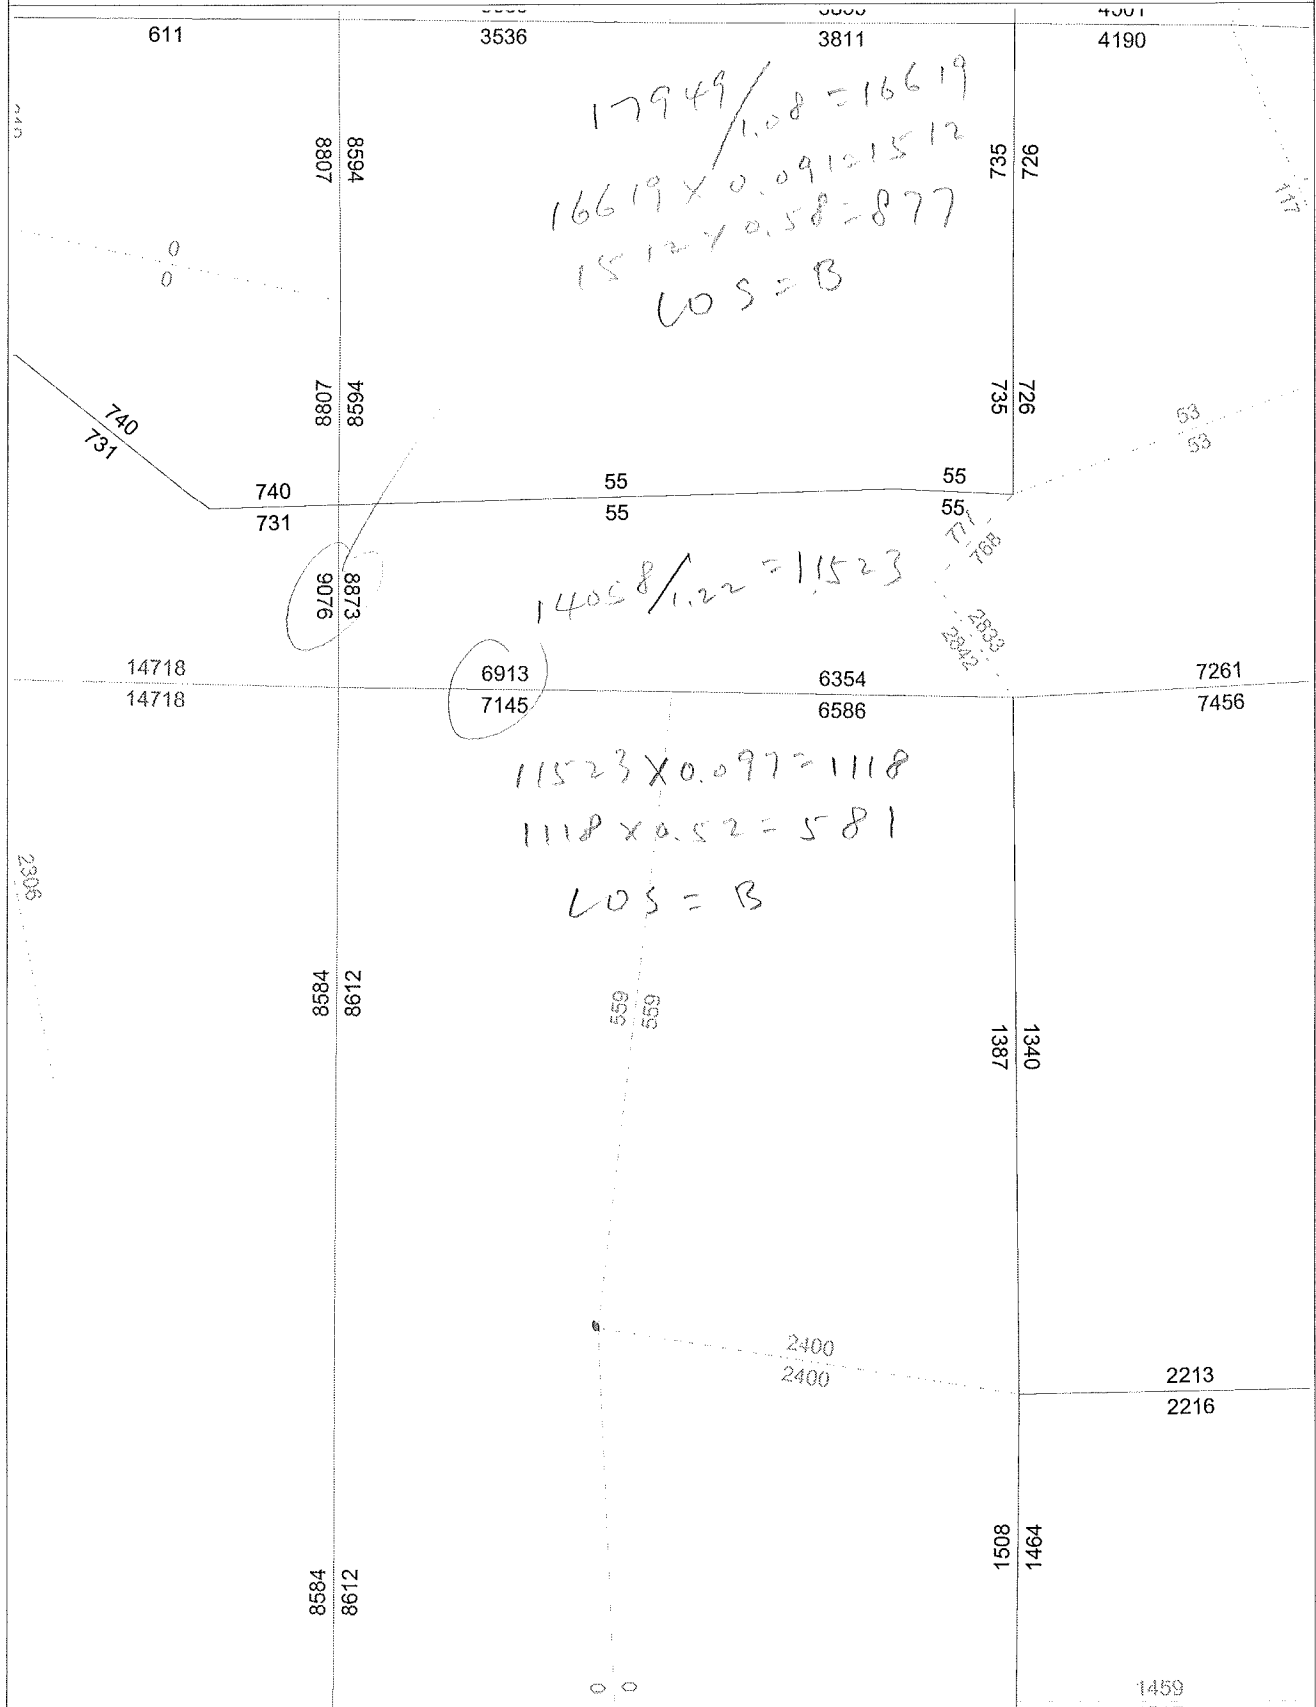 611 3536 3811 4190
17949/1.08 = 16619
8807 8594
735 726
16619 x 0.091 = 1512
1512 x 0.58 = 877
0
0
LOS = B
8807 8594
735 726
740
731
53
53
740 55 55
731 55 55
771
768
9076 8873
14058/1.22 = 11523
2833
2842
14718 6913 6354 7261
14718 7145 6586 7456
11523 x 0.097 = 1118
1118 x 0.52 = 581
2306
LOS = B
8584 8612
559 559
1387 1340
2400
2400
2213
2216
1508 1464
8584 8612
0 0
1459